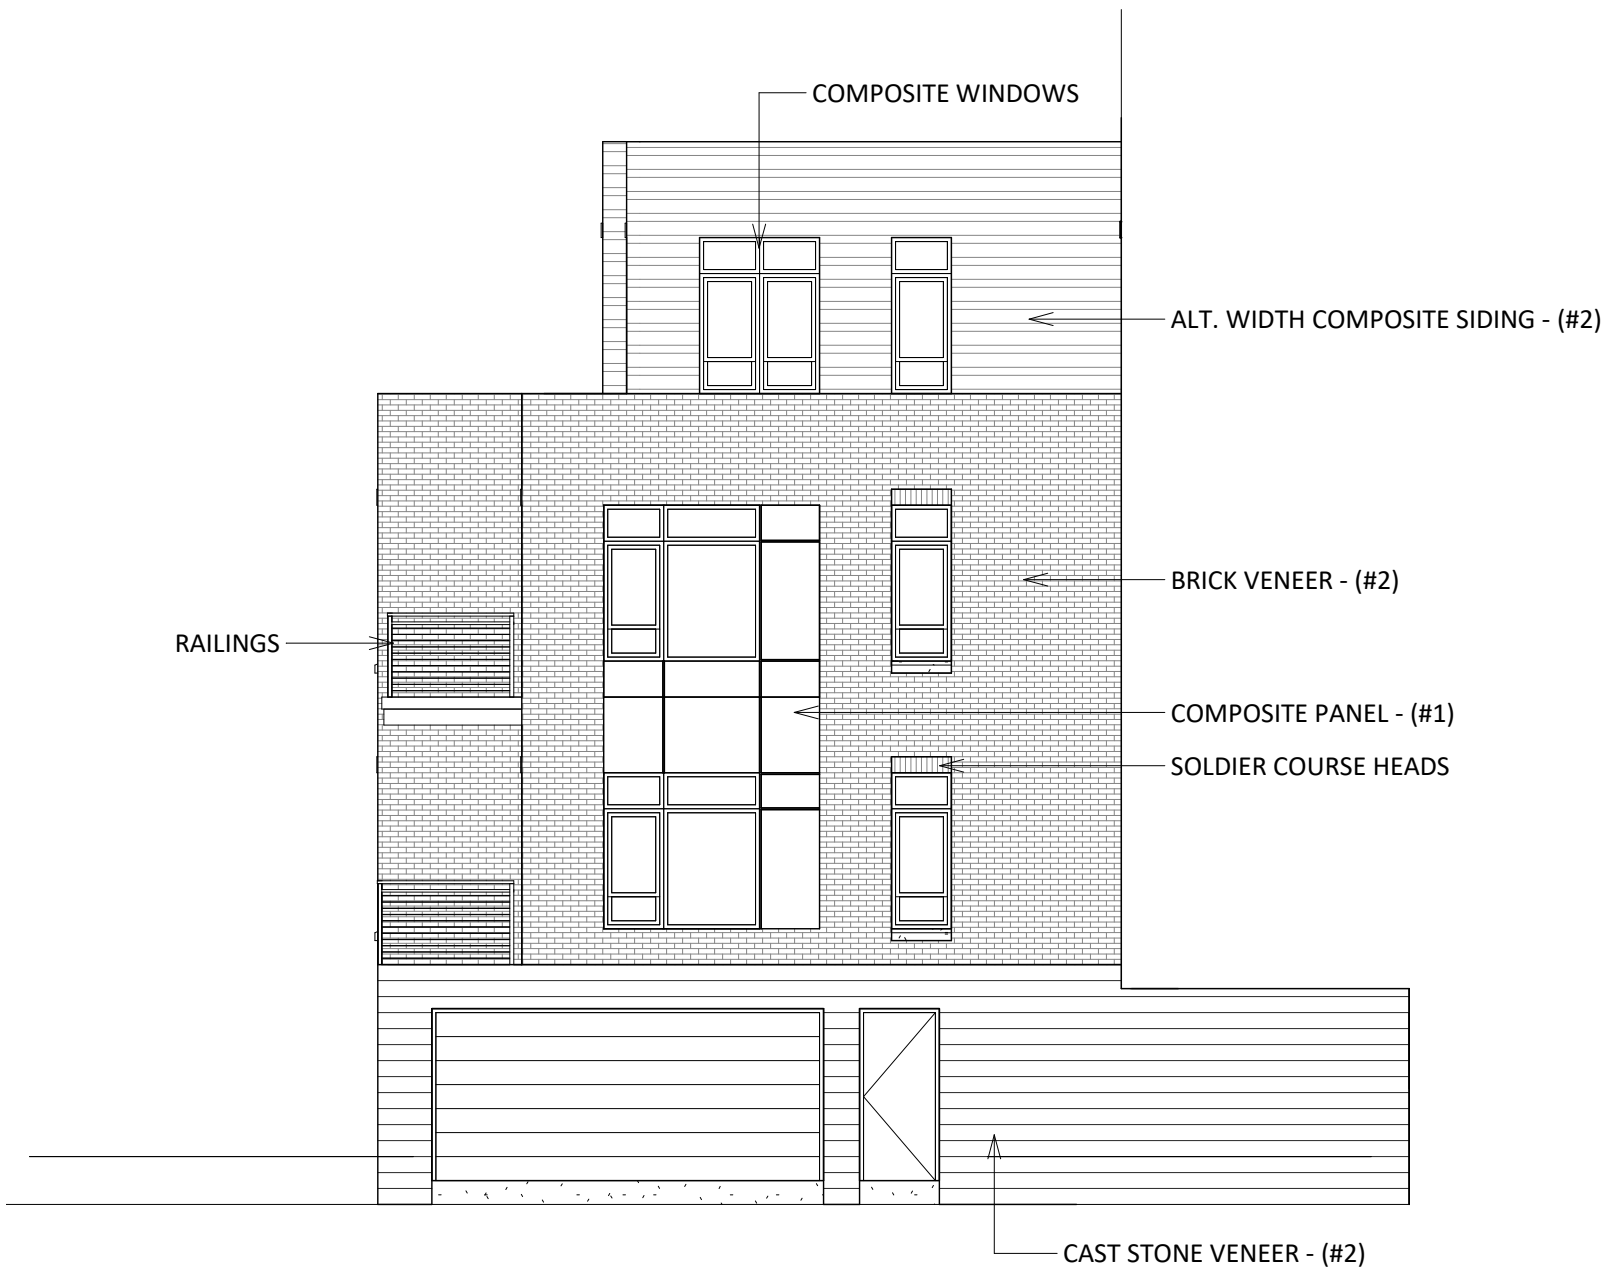 COMPOSITE WINDOWS
ALT. WIDTH COMPOSITE SIDING - (#2)
BRICK VENEER - (#2)
RAILINGS
COMPOSITE PANEL - (#1)
SOLDIER COURSE HEADS
CAST STONE VENEER - (#2)